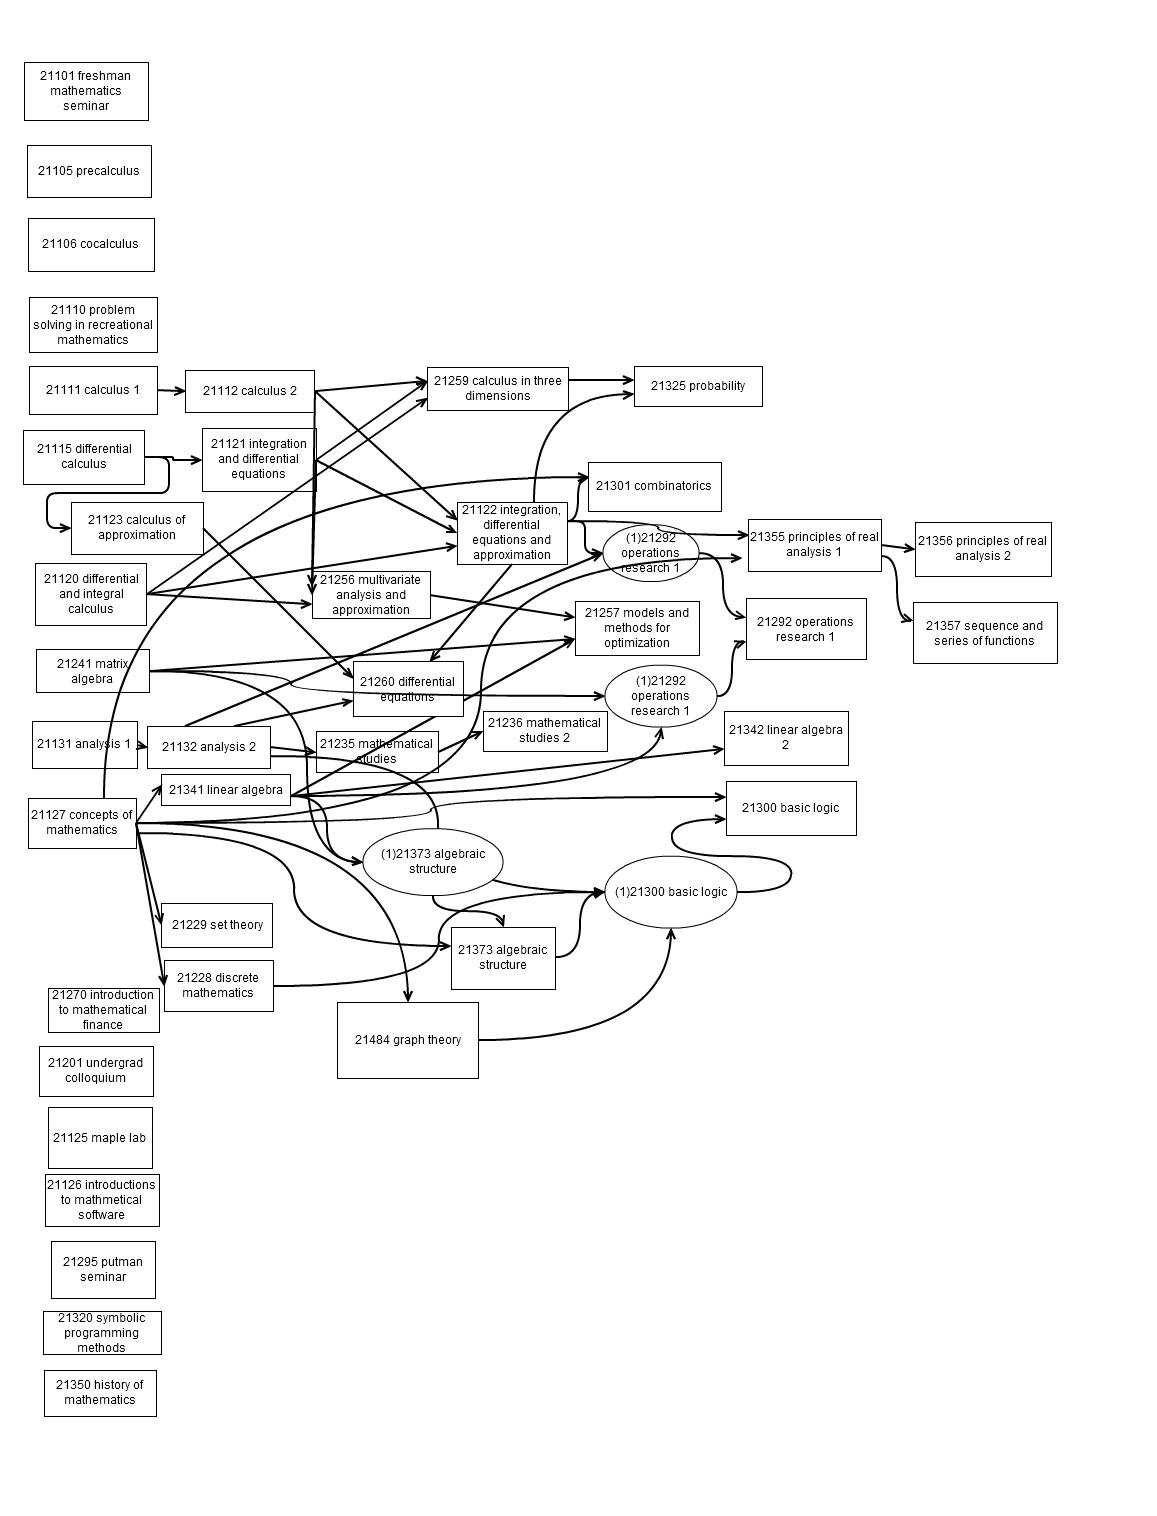 21101 freshman
mathematics
seminar
21105 precalculus
21106 cocalculus
21110 problem
solving in recreational
mathematics
21111 calculus 1
21112 calculus 2
21259 calculus in three
dimensions
21325 probability
21115 differential
calculus
21121 integration
and differential
equations
21301 combinatorics
21123 calculus of
approximation
21122 integration,
differential
equations and
approximation
(1)21292
operations
research 1
21355 principles of real
analysis 1
21356 principles of real
analysis 2
21120 differential
and integral
calculus
21256 multivariate
analysis and
approximation
21257 models and
methods for
optimization
21292 operations
research 1
21357 sequence and
series of functions
21241 matrix
algebra
21260 differential
equations
(1)21292
operations
research 1
21131 analysis 1
21132 analysis 2
21235 mathematical
studies
21236 mathematical
studies 2
21342 linear algebra
2
21341 linear algebra
21127 concepts of
mathematics
21300 basic logic
(1)21373 algebraic
structure
(1)21300 basic logic
21229 set theory
21373 algebraic
structure
21228 discrete
mathematics
21270 introduction
to mathematical
finance
21484 graph theory
21201 undergrad
colloquium
21125 maple lab
21126 introductions
to mathmetical
software
21295 putman
seminar
21320 symbolic
programming
methods
21350 history of
mathematics